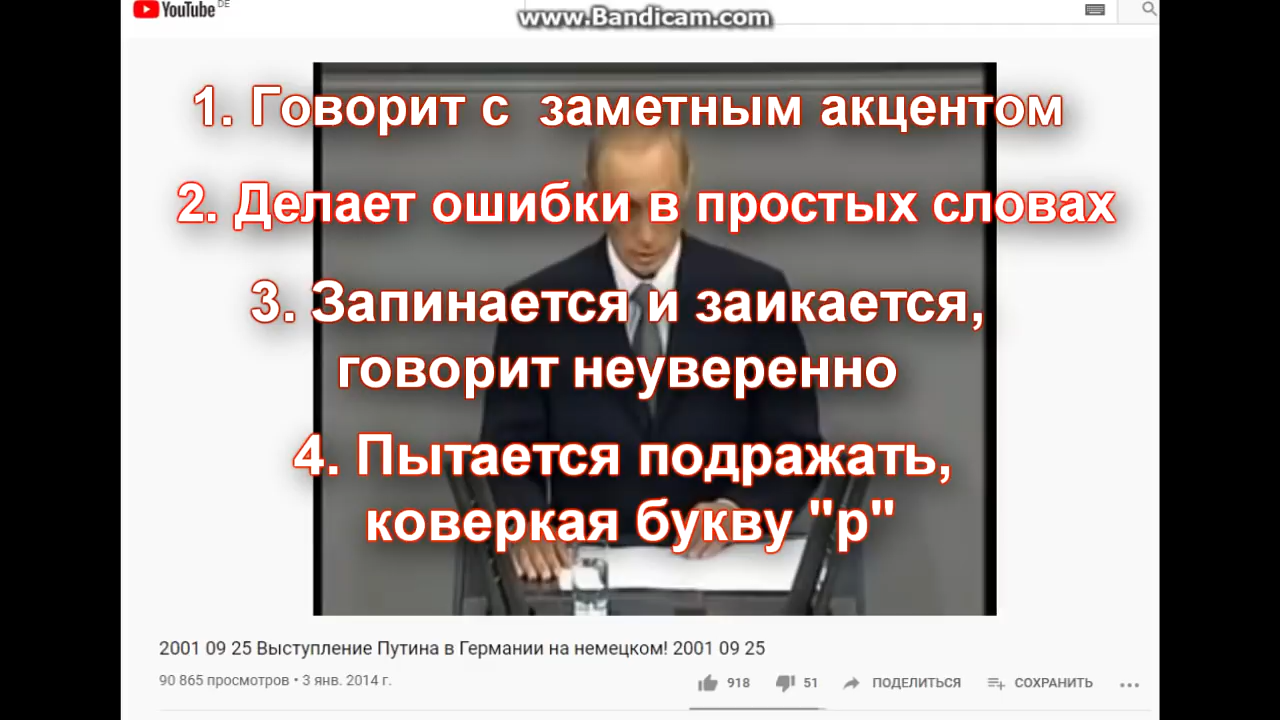 YouTube DE
www.Bandicam.com
1. Говорит с заметным акцентом
2. Делает ошибки в простых словах
3. Запинается и заикается,
говорит неуверенно
4. Пытается подражать,
коверкая букву "р"
2001 09 25 Выступление Путина в Германии на немецком! 2001 09 25
90 865 просмотров • 3 янв. 2014 г.
918 51 ПОДЕЛИТЬСЯ СОХРАНИТЬ